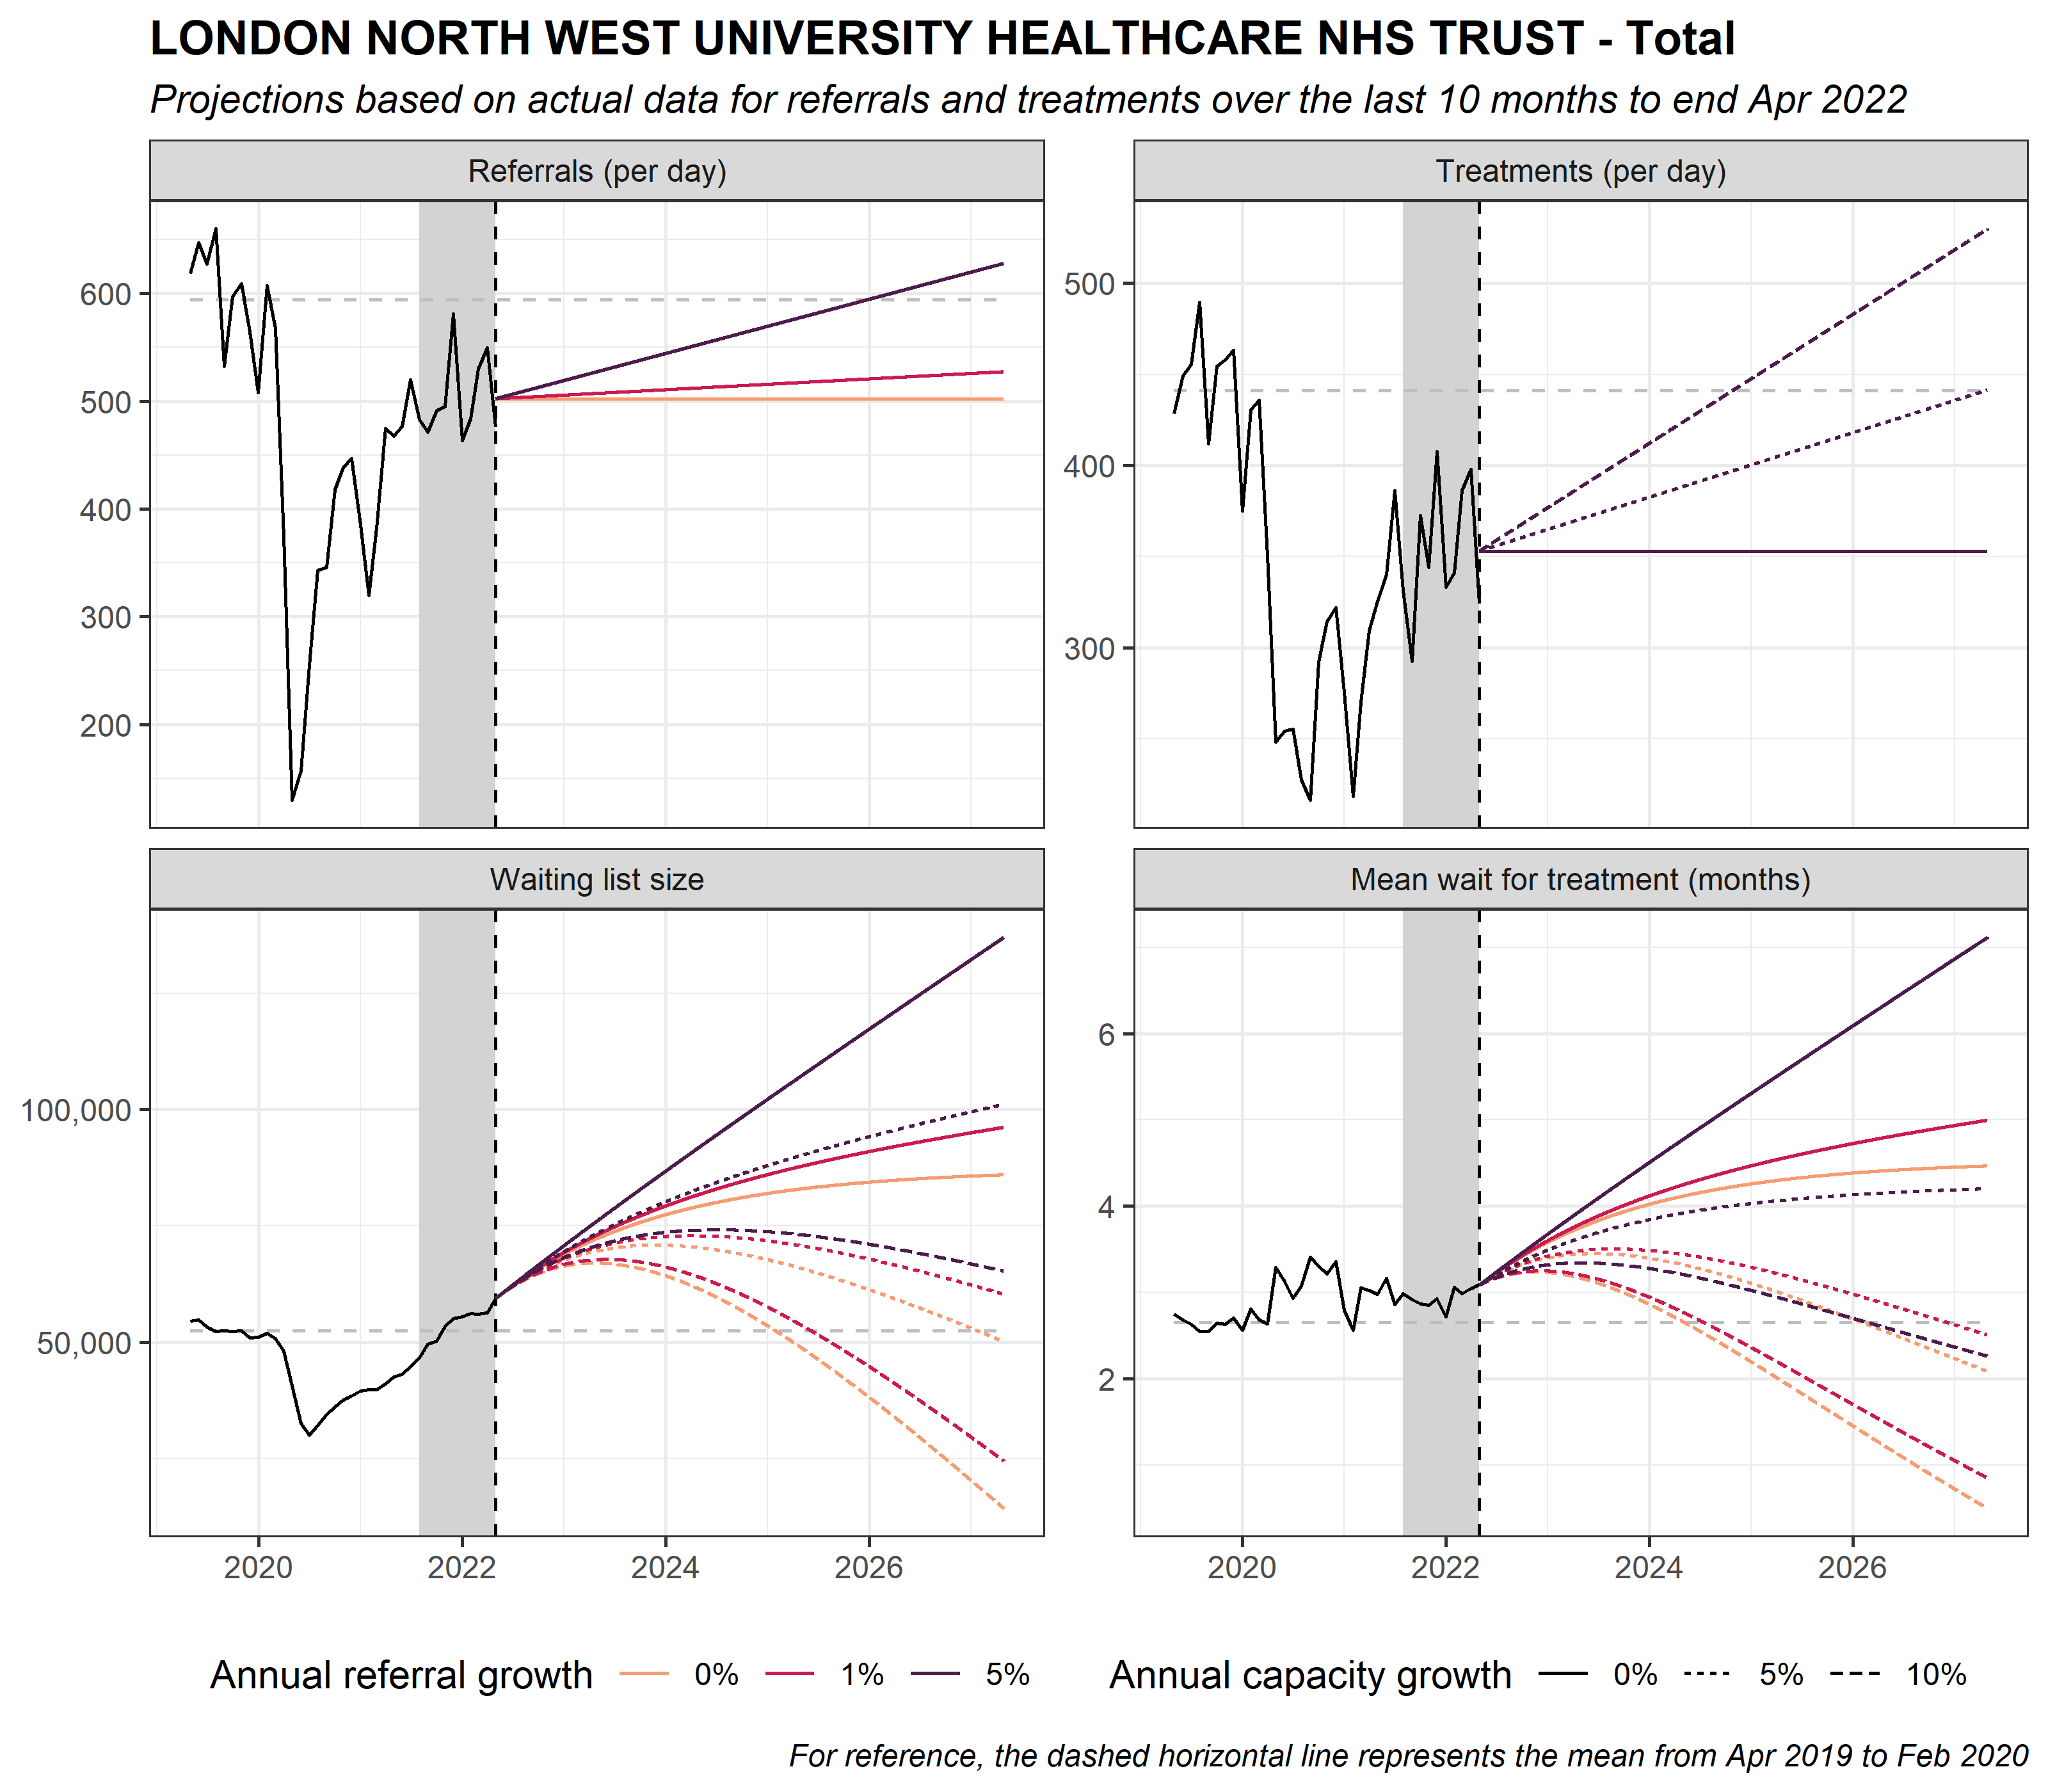 LONDON NORTH WEST UNIVERSITY HEALTHCARE NHS TRUST - Total
Projections based on actual data for referrals and treatments over the last 10 months to end Apr 2022
Referrals (per day)
600
500
400
300
200
Treatments (per day)
500
400
300
Waiting list size
100,000
50,000
2020 2022 2024 2026
Mean wait for treatment (months)
6
4
2
2020 2022 2024 2026
Annual referral growth 0% 1% 5%
Annual capacity growth 0% 5% 10%
For reference, the dashed horizontal line represents the mean from Apr 2019 to Feb 2020